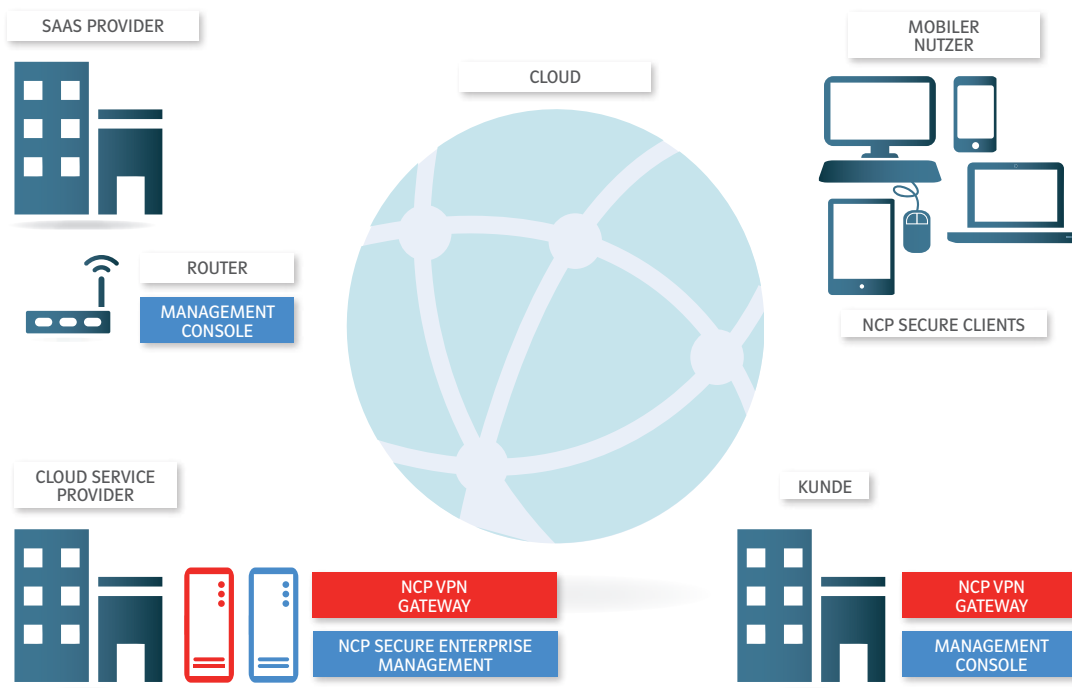 SAAS PROVIDER
CLOUD
MOBILER
NUTZER
ROUTER
MANAGEMENT
CONSOLE
NCP SECURE CLIENTS
CLOUD SERVICE
PROVIDER
KUNDE
NCP VPN
GATEWAY
NCP SECURE ENTERPRISE
MANAGEMENT
NCP VPN
GATEWAY
MANAGEMENT
CONSOLE